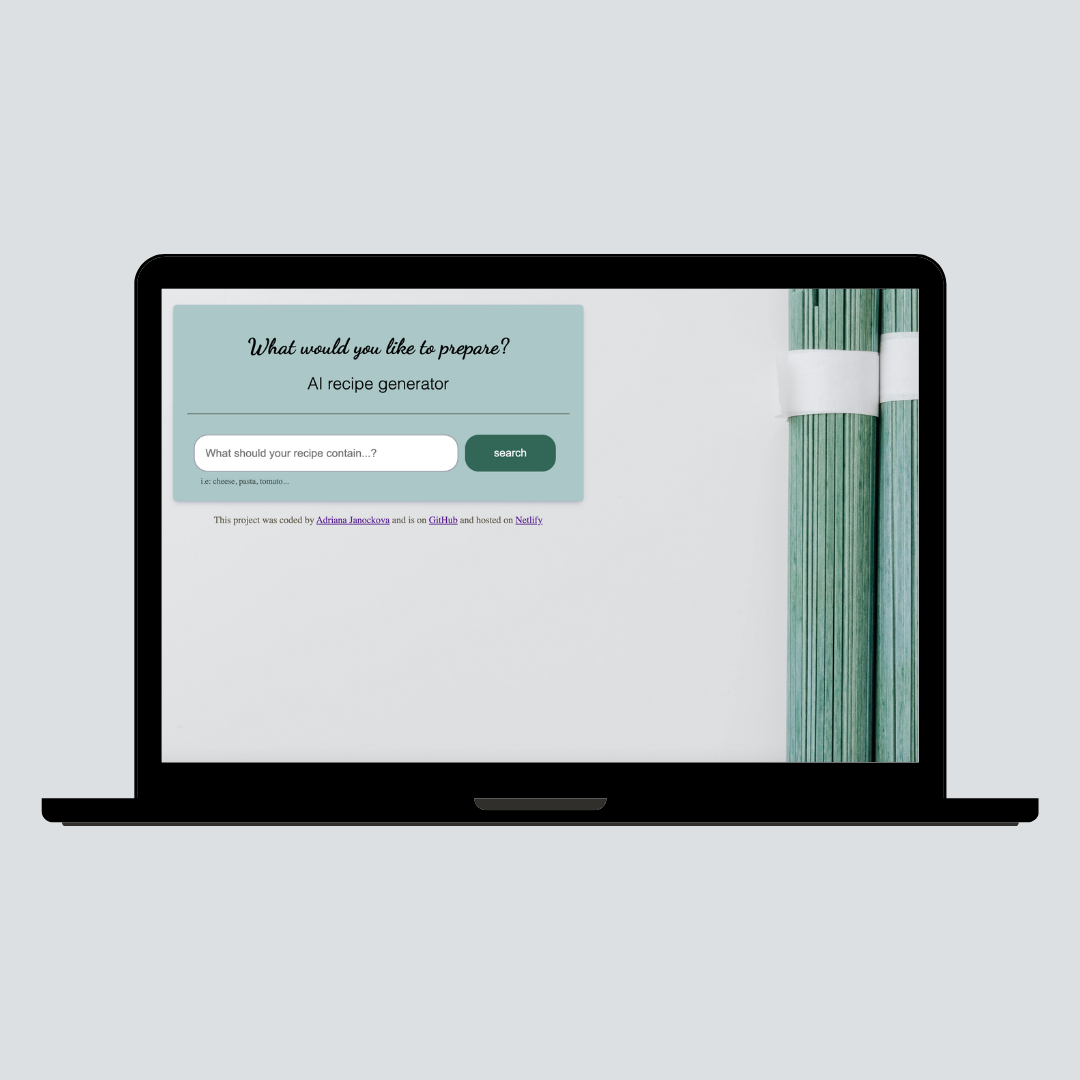 What would you like to prepare?
AI recipe generator
What should your recipe contain...?
search
i.e: cheese, pasta, tomato...
This project was coded by Adriana Janockova and is on GitHub and hosted on Netlify